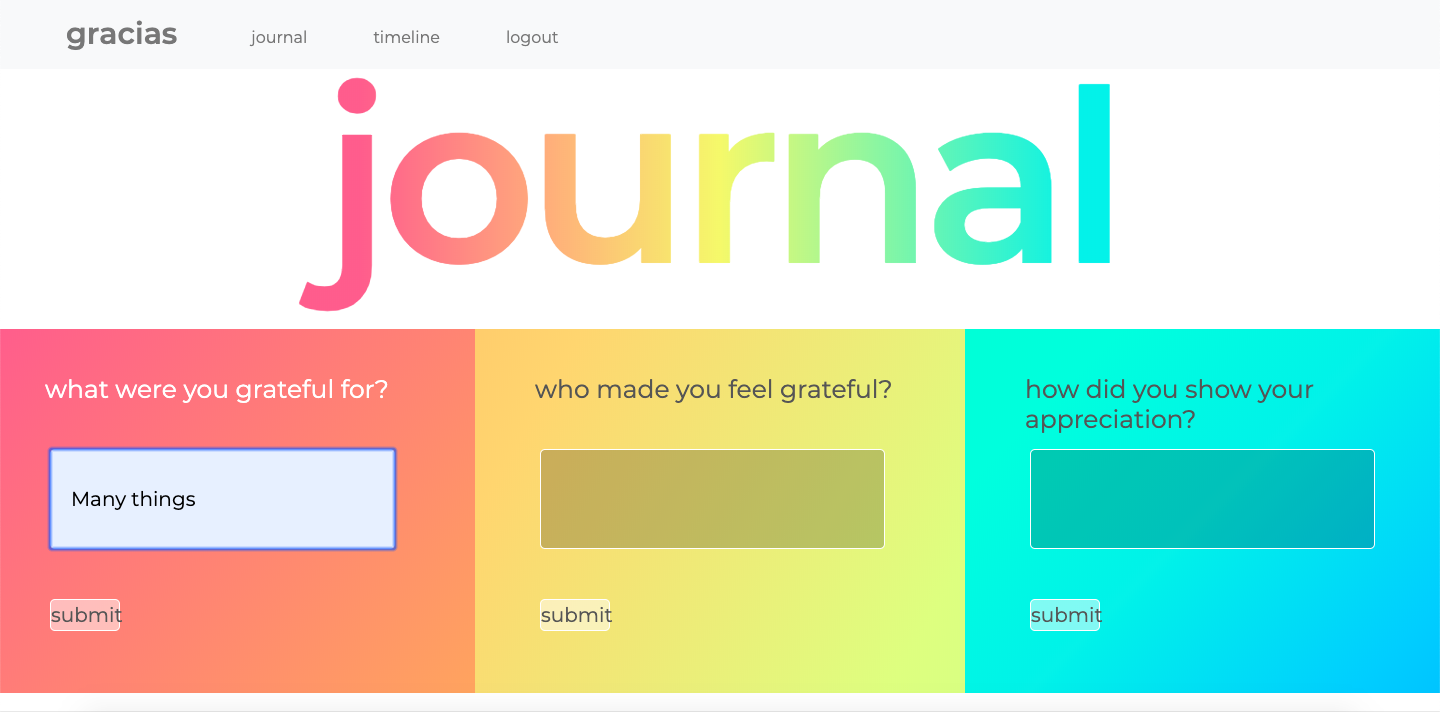 gracias
journal
timeline
logout
journal
what were you grateful for?
Many things
submit
who made you feel grateful?
submit
how did you show your
appreciation?
submit